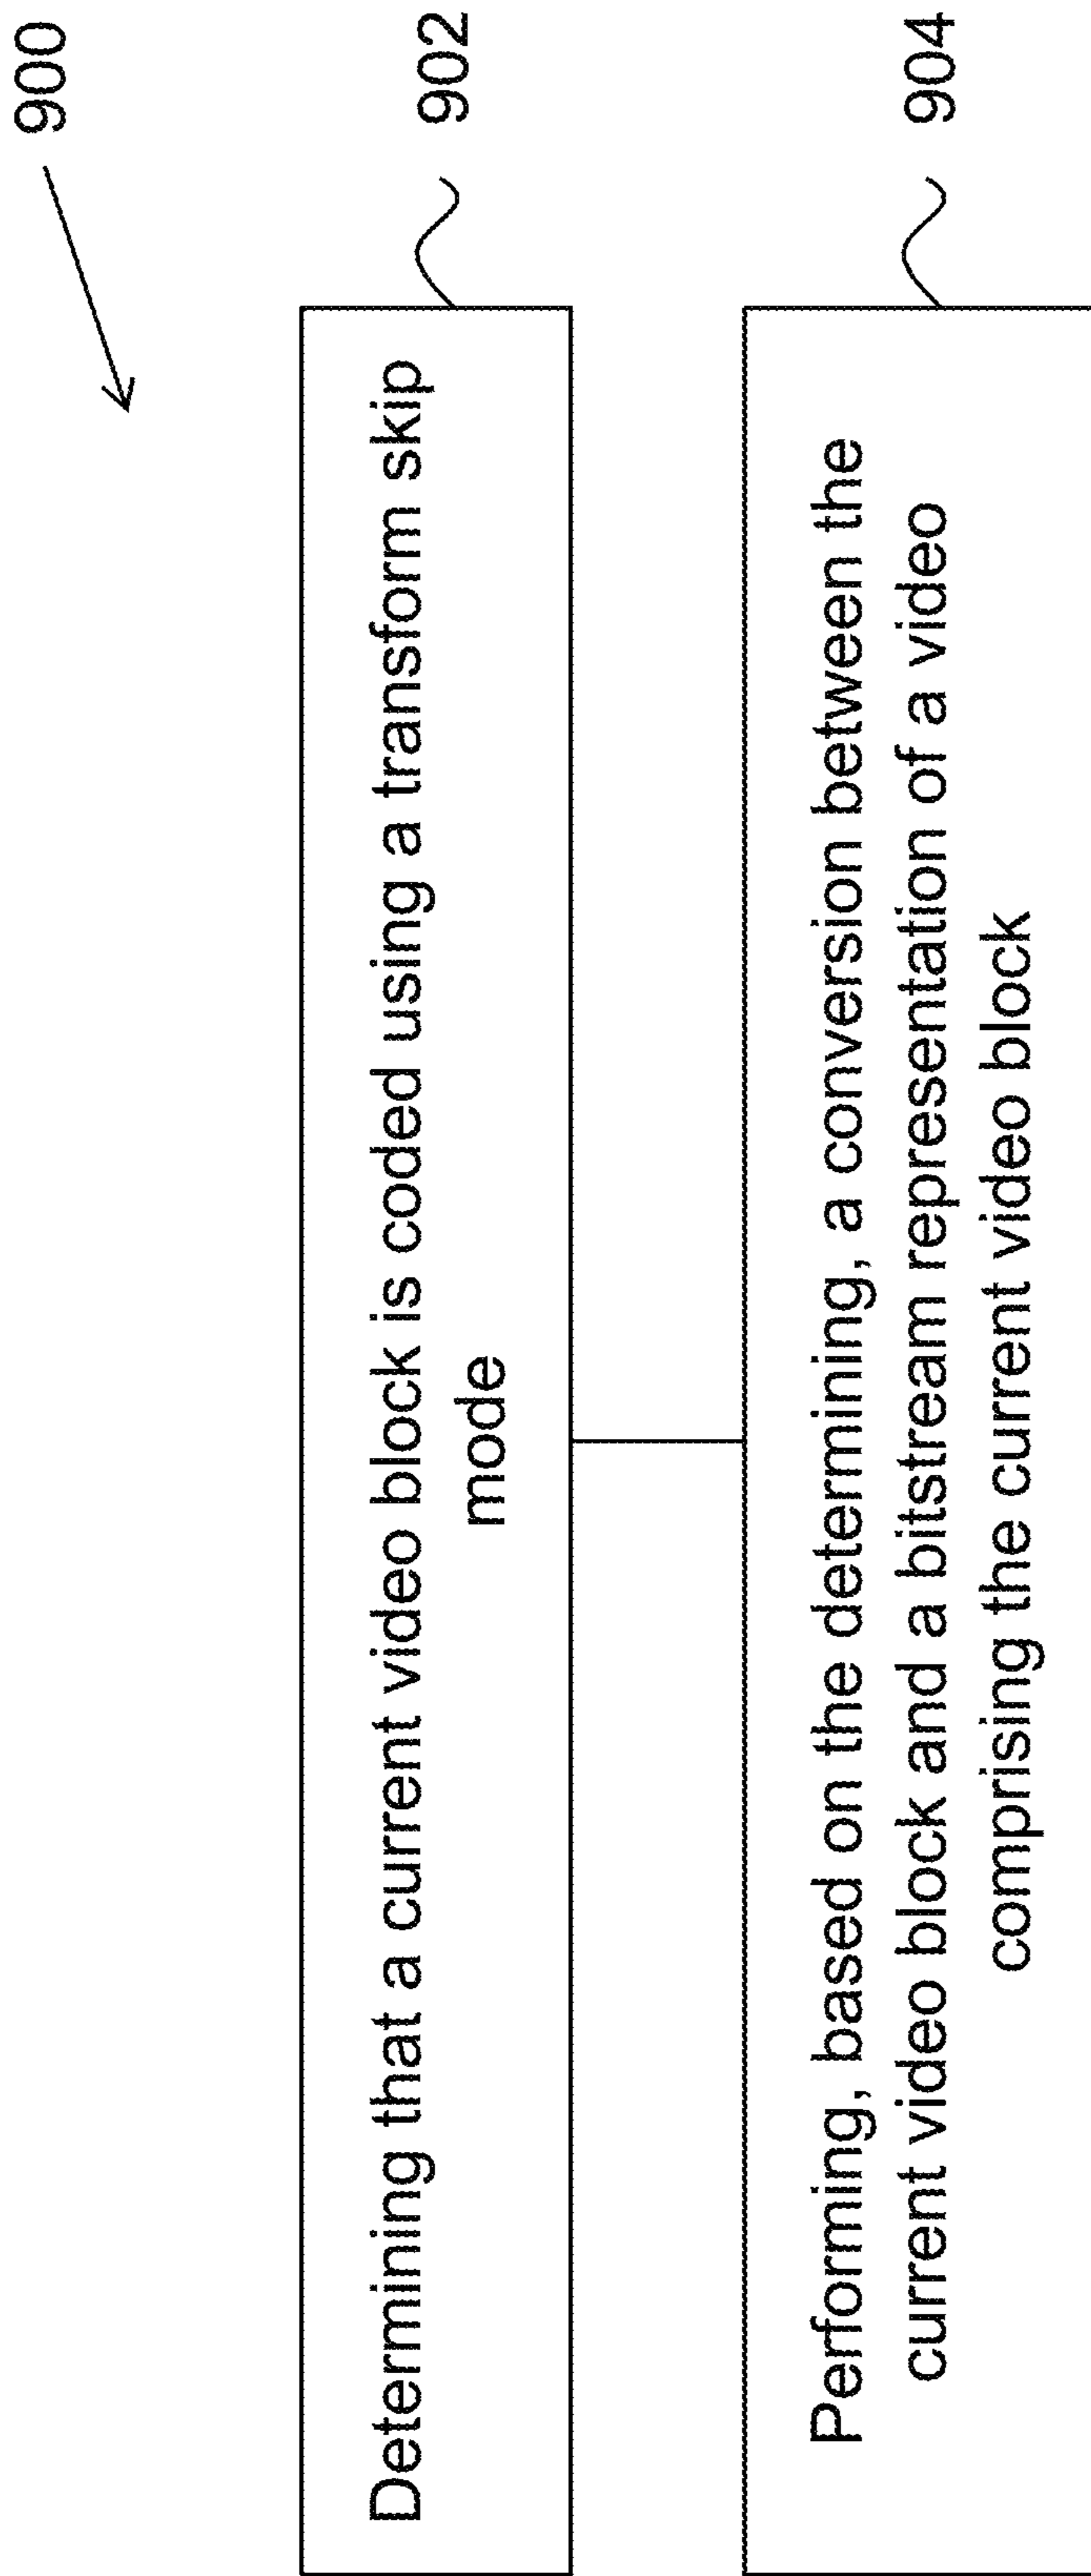 900
Determining that a current video block is coded using a transform skip
mode
902
Performing, based on the determining, a conversion between the
current video block and a bitstream representation of a video
comprising the current video block
904